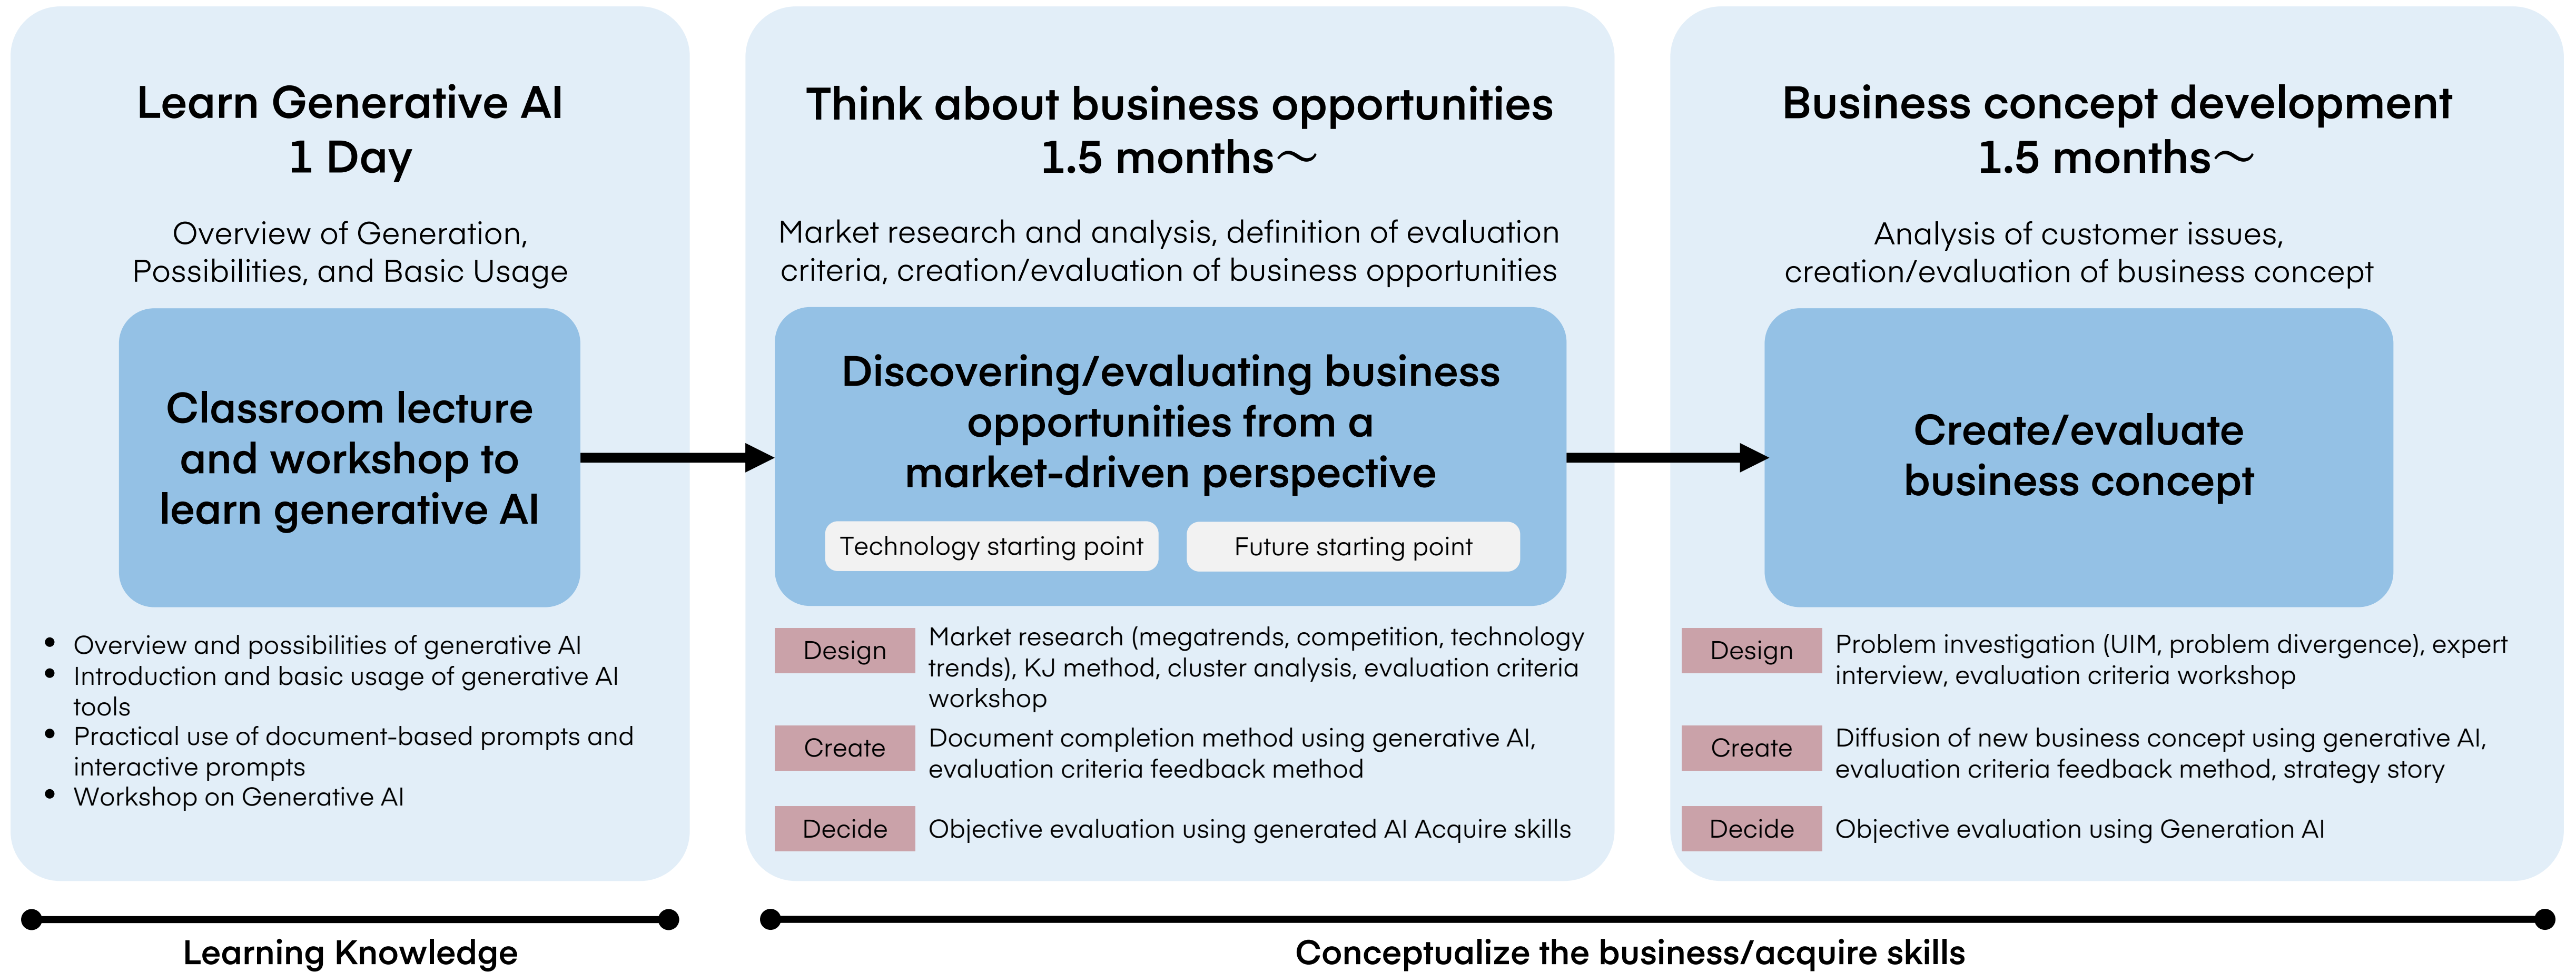 Learn Generative AI
1 Day
Overview of Generation,
Possibilities, and Basic Usage
Classroom lecture
and workshop to
learn generative AI
• Overview and possibilities of generative AI
• Introduction and basic usage of generative AI
tools
• Practical use of document-based prompts and
interactive prompts
• Workshop on Generative AI
Think about business opportunities
1.5 months〜
Market research and analysis, definition of evaluation
criteria, creation/evaluation of business opportunities
Discovering/evaluating business
opportunities from a
market-driven perspective
Technology starting point
Future starting point
Design
Market research (megatrends, competition, technology
trends), KJ method, cluster analysis, evaluation criteria
workshop
Create
Document completion method using generative AI,
evaluation criteria feedback method
Decide
Objective evaluation using generated AI Acquire skills
Business concept development
1.5 months〜
Analysis of customer issues,
creation/evaluation of business concept
Create/evaluate
business concept
Design
Problem investigation (UIM, problem divergence), expert
interview, evaluation criteria workshop
Create
Diffusion of new business concept using generative AI,
evaluation criteria feedback method, strategy story
Decide
Objective evaluation using Generation AI
Learning Knowledge
Conceptualize the business/acquire skills